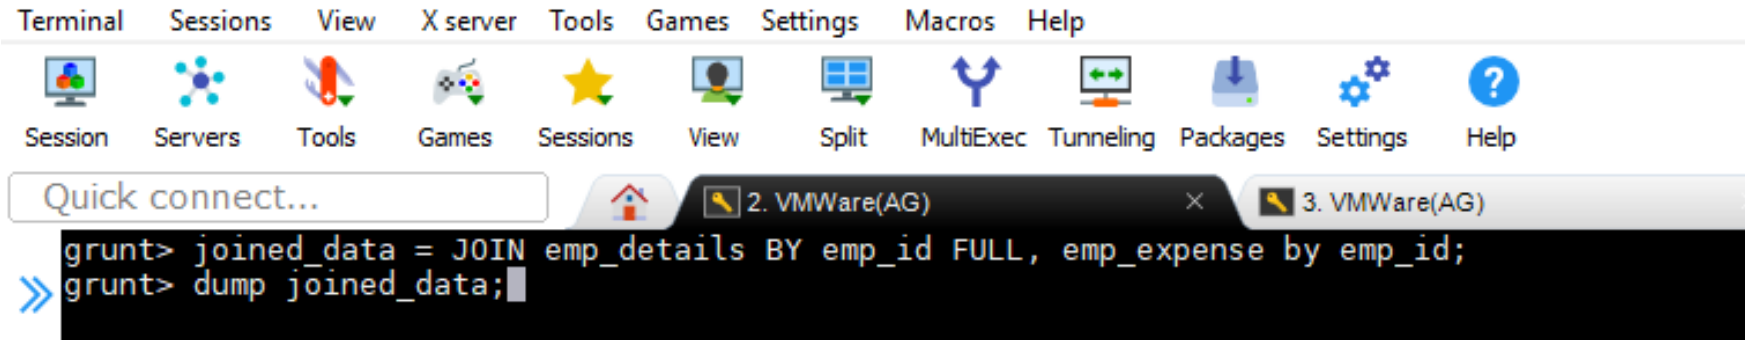 Terminal Sessions View X server Tools Games Settings Macros Help
Session Servers Tools Games Sessions View Split MultiExec Tunneling Packages Settings Help
Quick connect... 2. VMWare(AG) 3. VMWare(AG)
grunt> joined_data = JOIN emp_details BY emp_id FULL, emp_expense by emp_id;
grunt> dump joined_data;